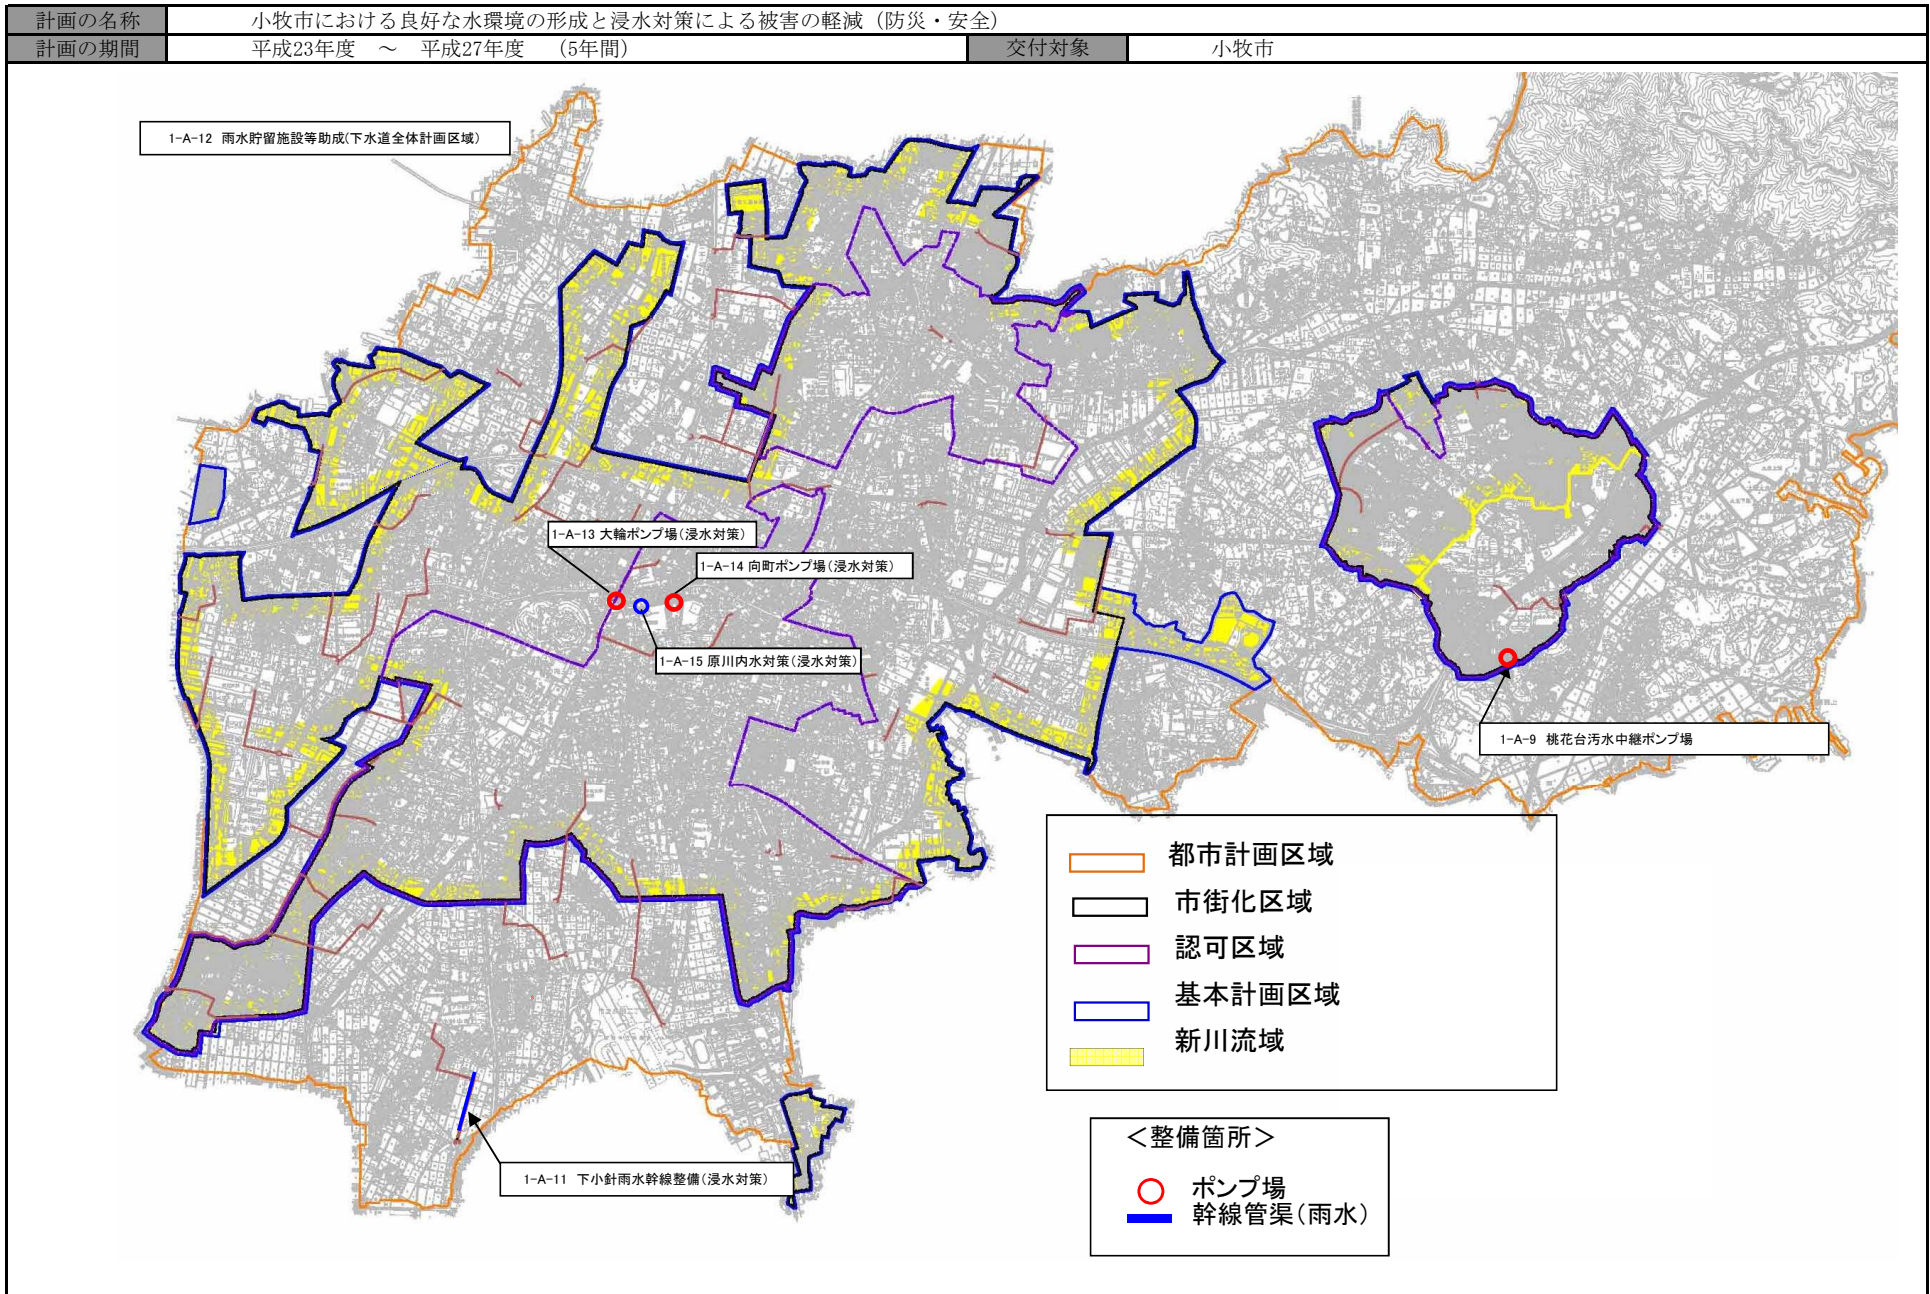 計画の名称 小牧市における良好な水環境の形成と浸水対策による被害の軽減（防災・安全）
計画の期間 平成23年度 ～ 平成27年度 （5年間） 交付対象 小牧市
1-A-12 雨水貯留施設等助成(下水道全体計画区域)
1-A-13 大輪ポンプ場(浸水対策)
1-A-14 向町ポンプ場(浸水対策)
1-A-15 原川内水対策(浸水対策)
1-A-9 桃花台汚水中継ポンプ場
1-A-11 下小針雨水幹線整備(浸水対策)
都市計画区域
市街化区域
認可区域
基本計画区域
新川流域
＜整備箇所＞
ポンプ場
幹線管渠(雨水)